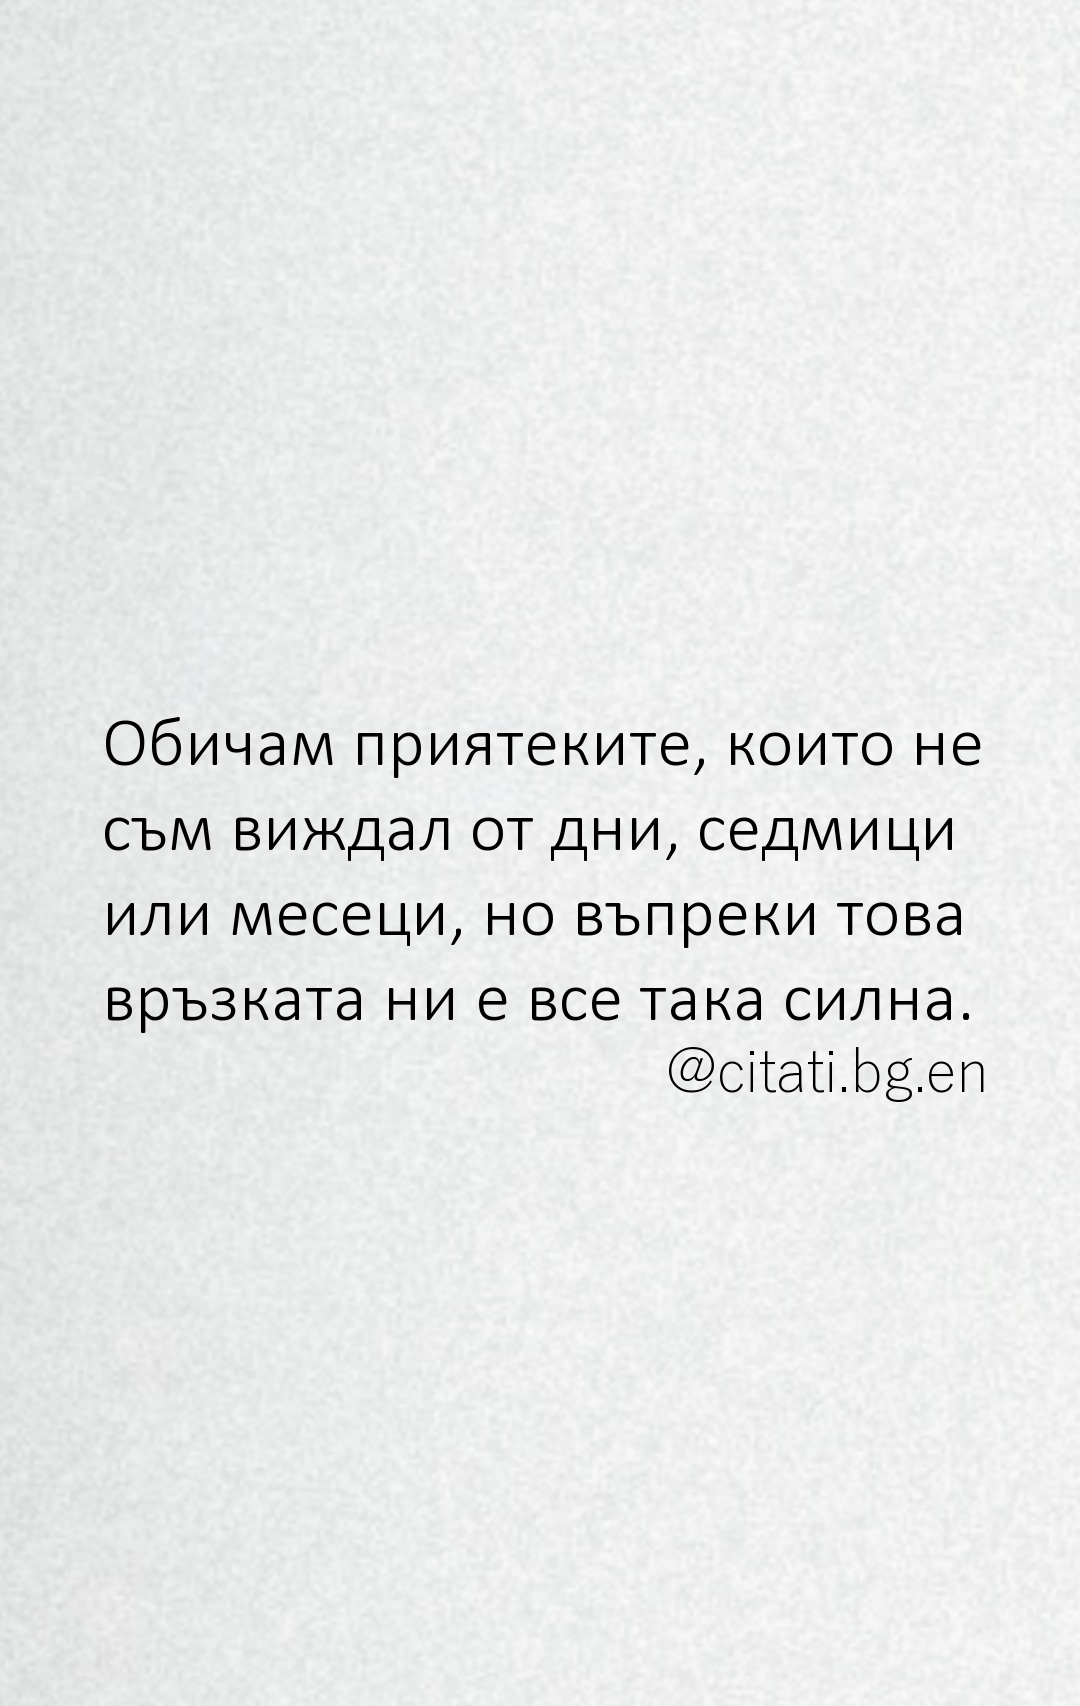 Обичам приятеките, които не
съм виждал от дни, седмици
или месеци, но въпреки това
връзката ни е все така силна.
@citati.bg.en